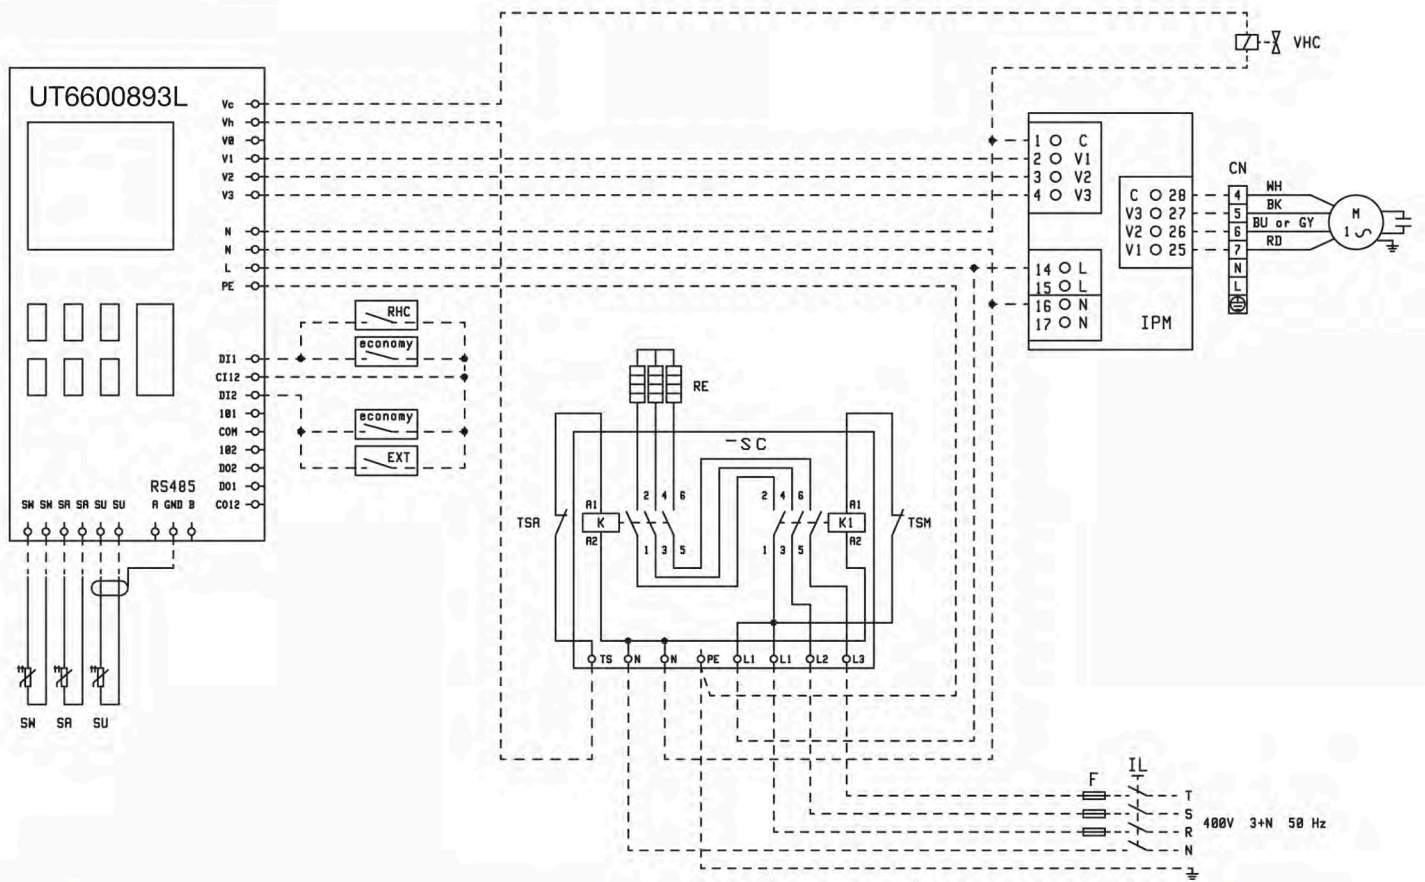 VHC
UT6600893L
Vc
Vh
V0
V1
V2
V3
N
N
L
PE
DI1
CI12
DI2
101
COM
102
DO2
DO1
CO12
RS485
A GND B
SW SW SA SA SU SU
SW SA SU
RHC
economy
economy
EXT
1 C
2 V1
3 V2
4 V3
14 L
15 L
16 N
17 N
C 28
V3 27
V2 26
V1 25
IPM
CN
4
5
6
7
N
L
WH
BK
BU or GY
RD
M
1
RE
-SC
2 4 6
2 4 6
A1
K
A2
A1
K1
A2
TSA
TSM
1 3 5
1 3 5
TS N N PE L1 L1 L2 L3
F
IL
T
S
R
N
400V 3+N 50 Hz